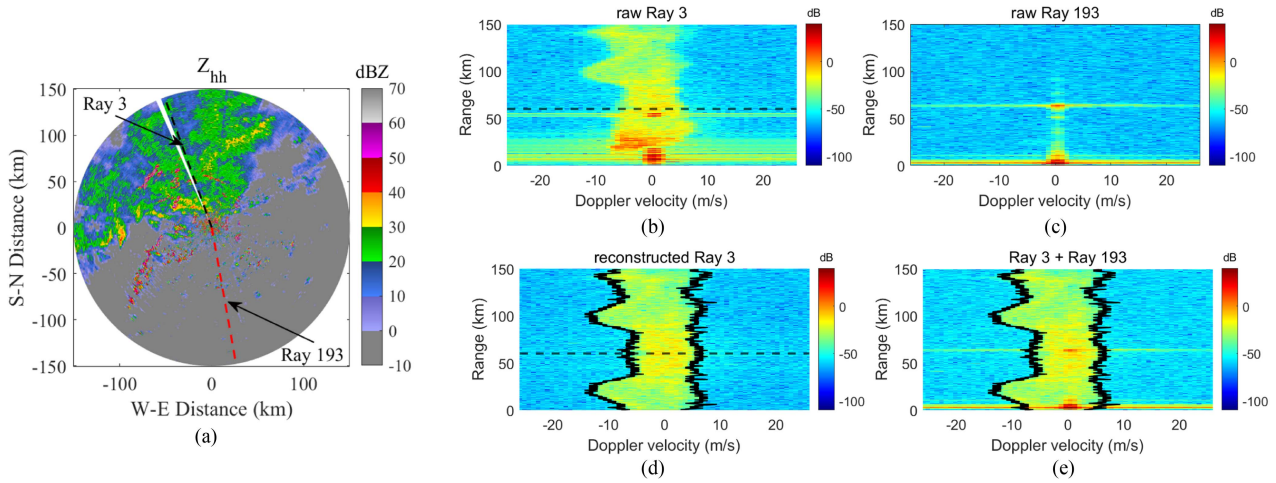 Z_hh
dBZ
Ray 3
150
100
50
0
-50
-100
-150
70
60
50
40
30
20
10
0
-10
S-N Distance (km)
Ray 193
-100
0
100
W-E Distance (km)
(a)
raw Ray 3
dB
150
100
50
0
0
-50
-100
Range (km)
-20
-10
0
10
20
Doppler velocity (m/s)
(b)
raw Ray 193
dB
150
100
50
0
0
-50
-100
Range (km)
-20
-10
0
10
20
Doppler velocity (m/s)
(c)
reconstructed Ray 3
dB
150
100
50
0
0
-50
-100
Range (km)
-20
-10
0
10
20
Doppler velocity (m/s)
(d)
Ray 3 + Ray 193
dB
150
100
50
0
0
-50
-100
Range (km)
-20
-10
0
10
20
Doppler velocity (m/s)
(e)